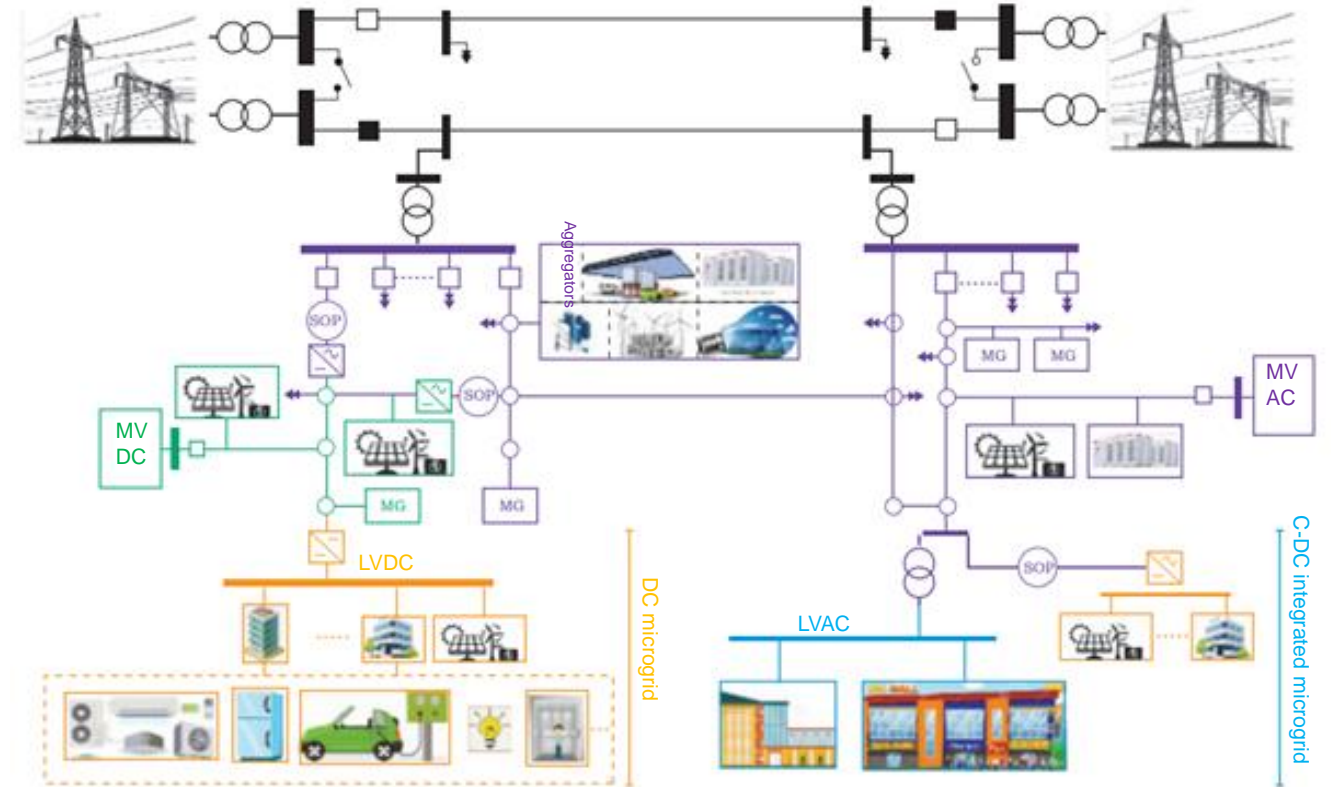 Aggregators
SOP
SOP
MG
MG
MV
AC
MV
DC
MG
MG
LVDC
DC microgrid
SOP
C-DC integrated microgrid
LVAC
MALL